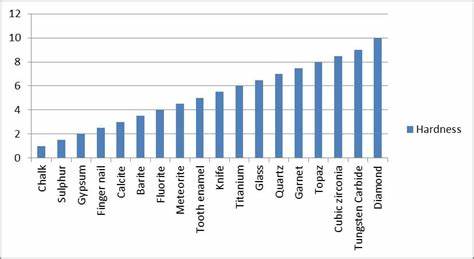 12
10
8
6
4
2
0
Chalk
Sulphur
Gypsum
Finger nail
Calcite
Barite
Fluorite
Meteorite
Tooth enamel
Knife
Titanium
Glass
Quartz
Garnet
Topaz
Cubic zirconia
Tungsten Carbide
Diamond
Hardness